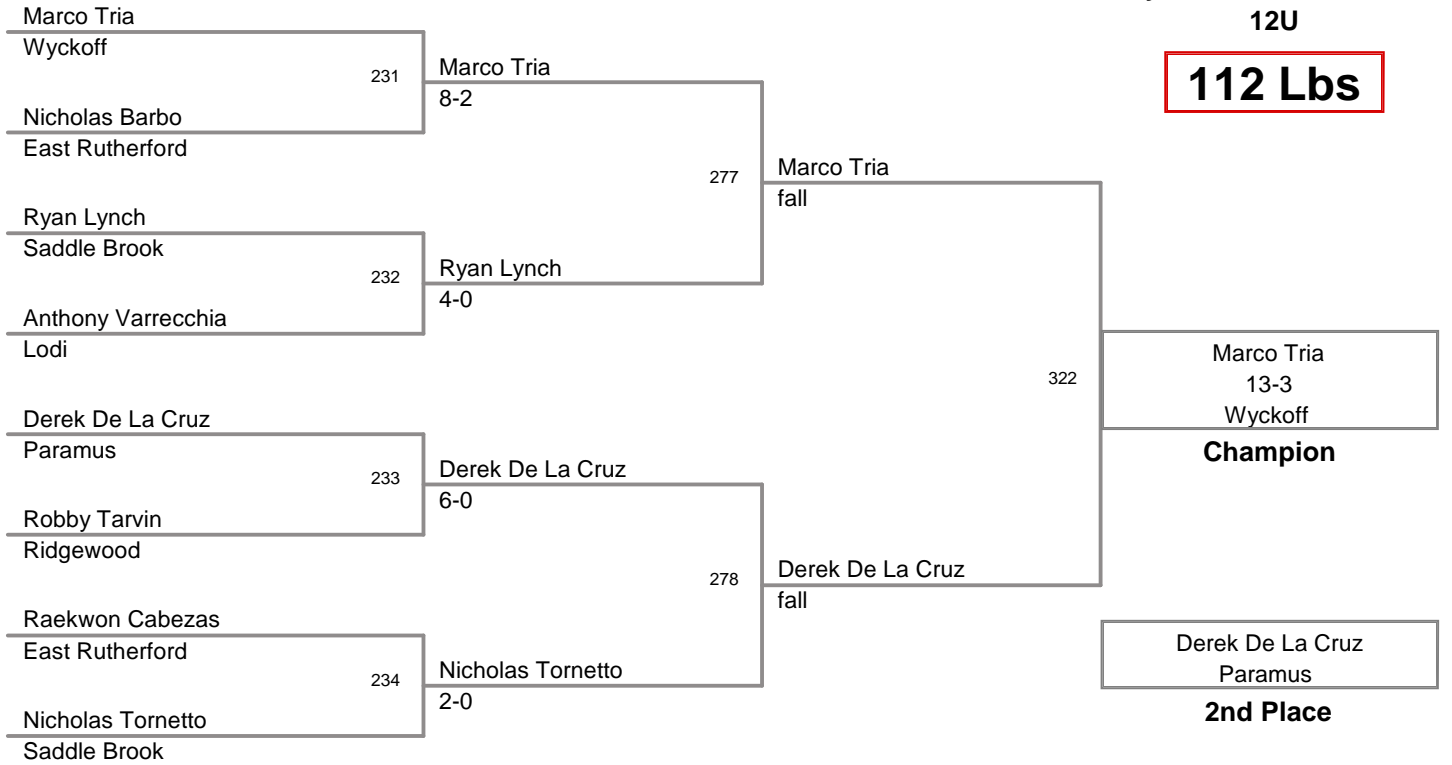 12U
112 Lbs
Marco Tria
Wyckoff
231
Nicholas Barbo
East Rutherford
Marco Tria
8-2
Ryan Lynch
Saddle Brook
232
Anthony Varrecchia
Lodi
Ryan Lynch
4-0
277
Marco Tria
fall
Derek De La Cruz
Paramus
233
Robby Tarvin
Ridgewood
Derek De La Cruz
6-0
Raekwon Cabezas
East Rutherford
234
Nicholas Tornetto
Saddle Brook
Nicholas Tornetto
2-0
278
Derek De La Cruz
fall
322
Marco Tria
13-3
Wyckoff
Champion
Derek De La Cruz
Paramus
2nd Place